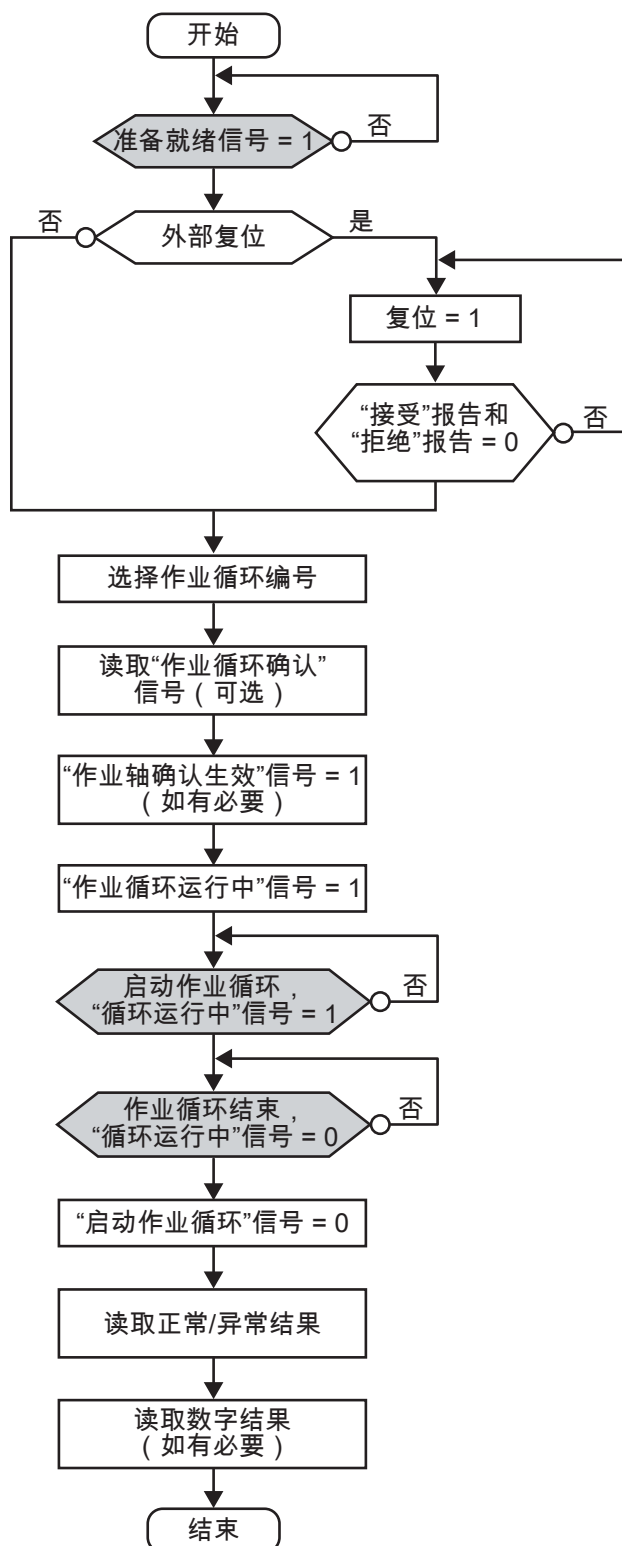 开始
准备就绪信号 = 1
否
否
外部复位
是
复位 = 1
“接受”报告和
“拒绝”报告 = 0
否
选择作业循环编号
读取“作业循环确认”
信号（可选）
“作业轴确认生效”信号 = 1
（如有必要）
“作业循环运行中”信号 = 1
启动作业循环，
“循环运行中”信号 = 1
否
作业循环结束，
“循环运行中”信号 = 0
否
“启动作业循环”信号 = 0
读取正常/异常结果
读取数字结果
（如有必要）
结束